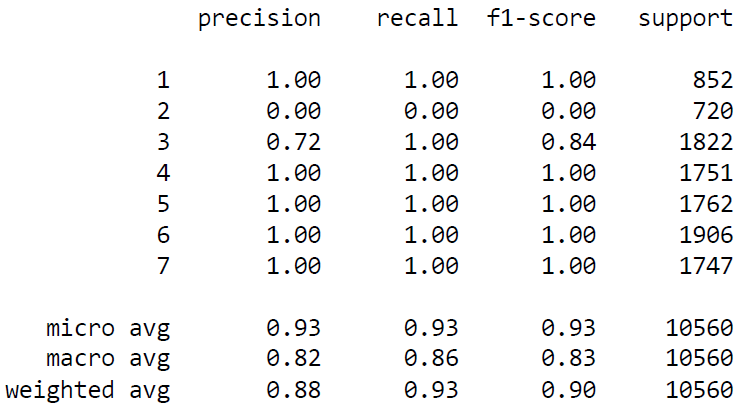 precision recall f1-score support
1 1.00 1.00 1.00 852
2 0.00 0.00 0.00 720
3 0.72 1.00 0.84 1822
4 1.00 1.00 1.00 1751
5 1.00 1.00 1.00 1762
6 1.00 1.00 1.00 1906
7 1.00 1.00 1.00 1747
micro avg 0.93 0.93 0.93 10560
macro avg 0.82 0.86 0.83 10560
weighted avg 0.88 0.93 0.90 10560